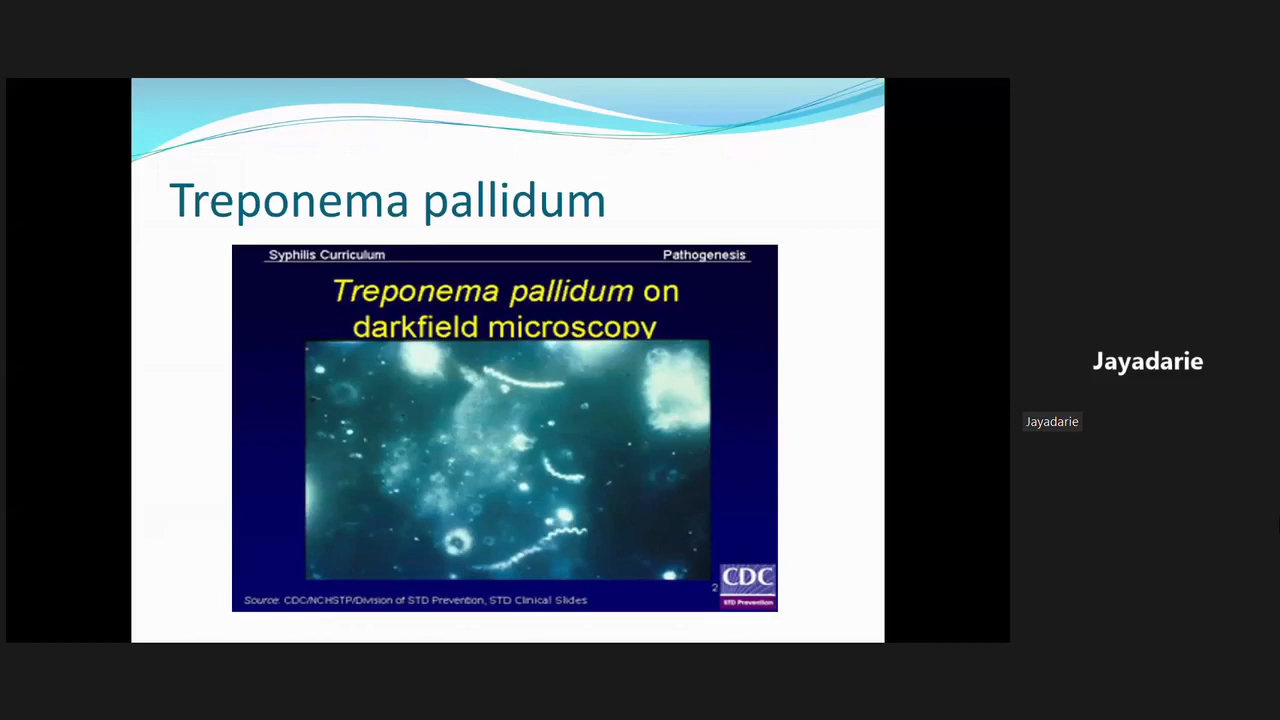 Treponema pallidum
Syphilis Curriculum
Pathogenesis
Treponema pallidum on
darkfield microscopy
2
CDC
STD Prevention
Source: CDC/NCHSTP/Division of STD Prevention, STD Clinical Slides
Jayadarie
Jayadarie